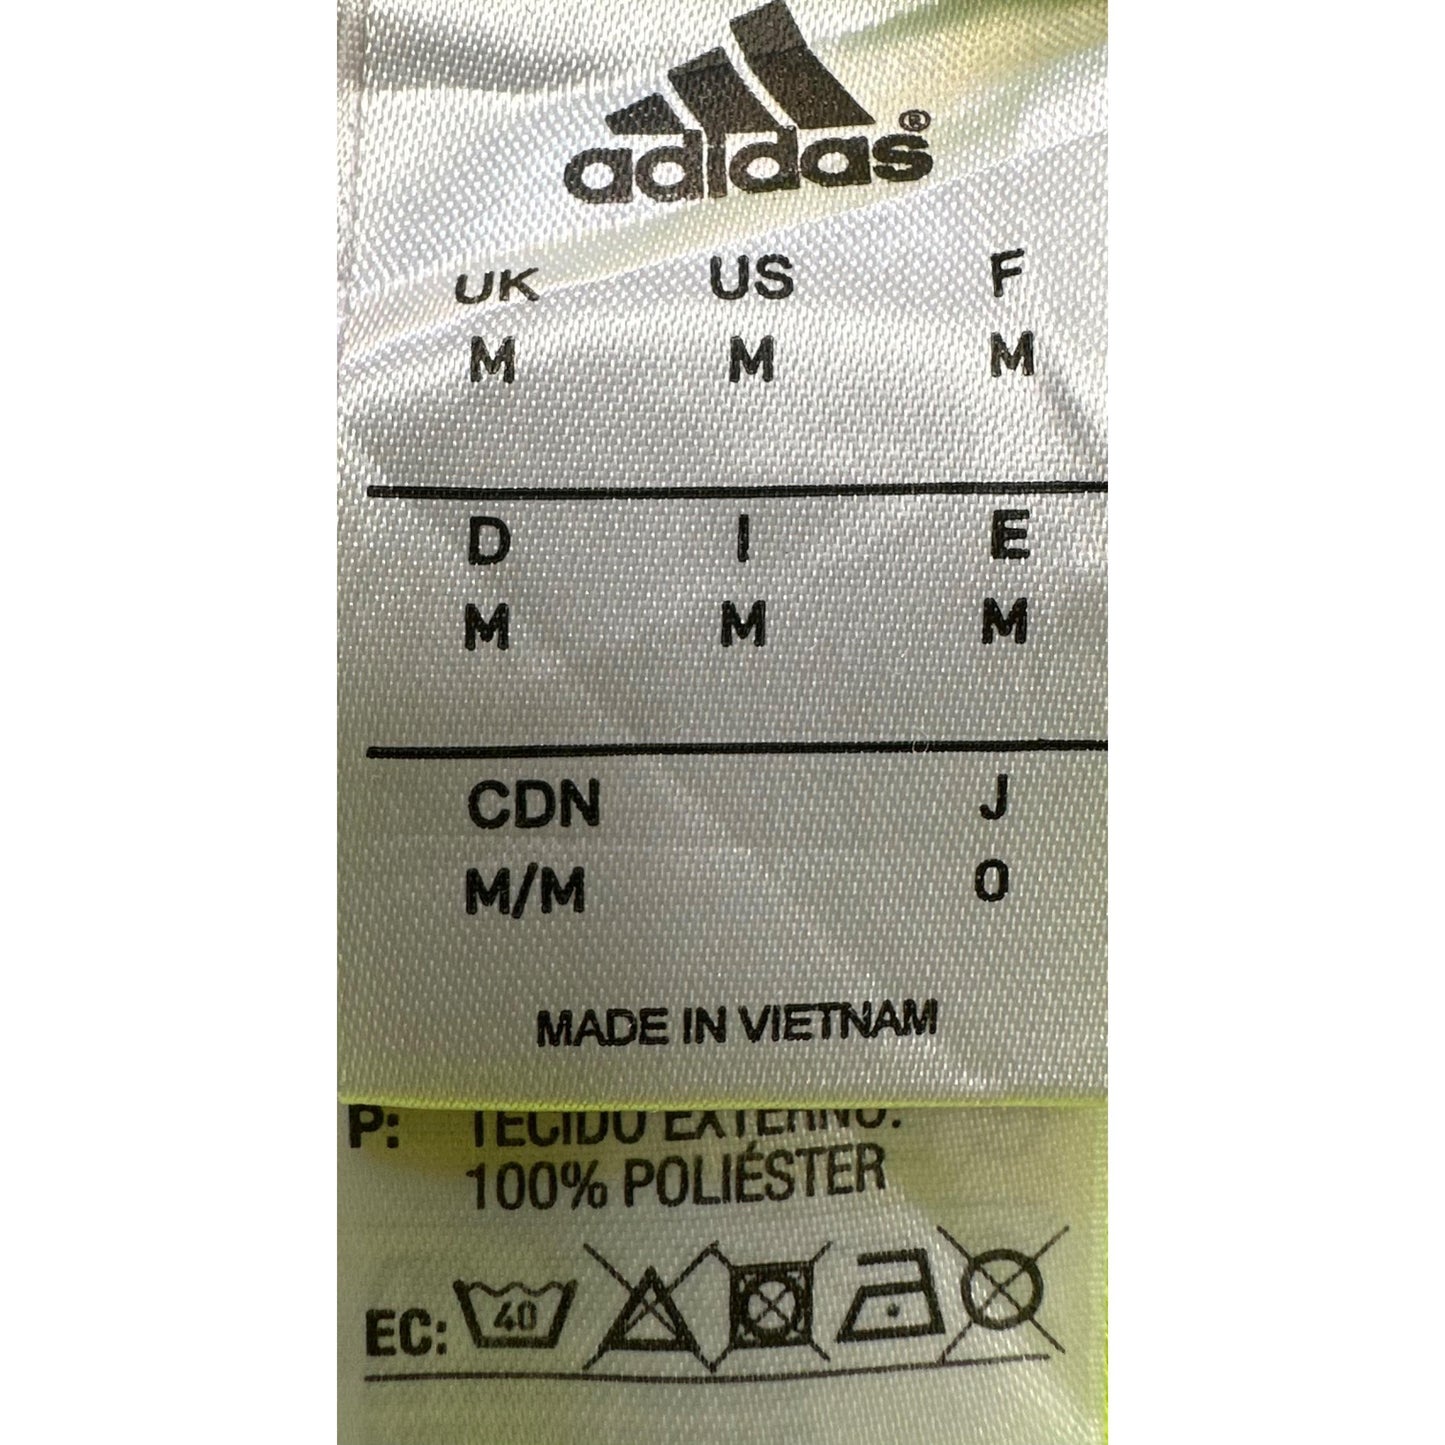 adidas®
UK US F
M M M
D I E
M M M
CDN J
M/M O
MADE IN VIETNAM
P: TECIDO EXTERNO:
100% POLIÉSTER
EC: 40